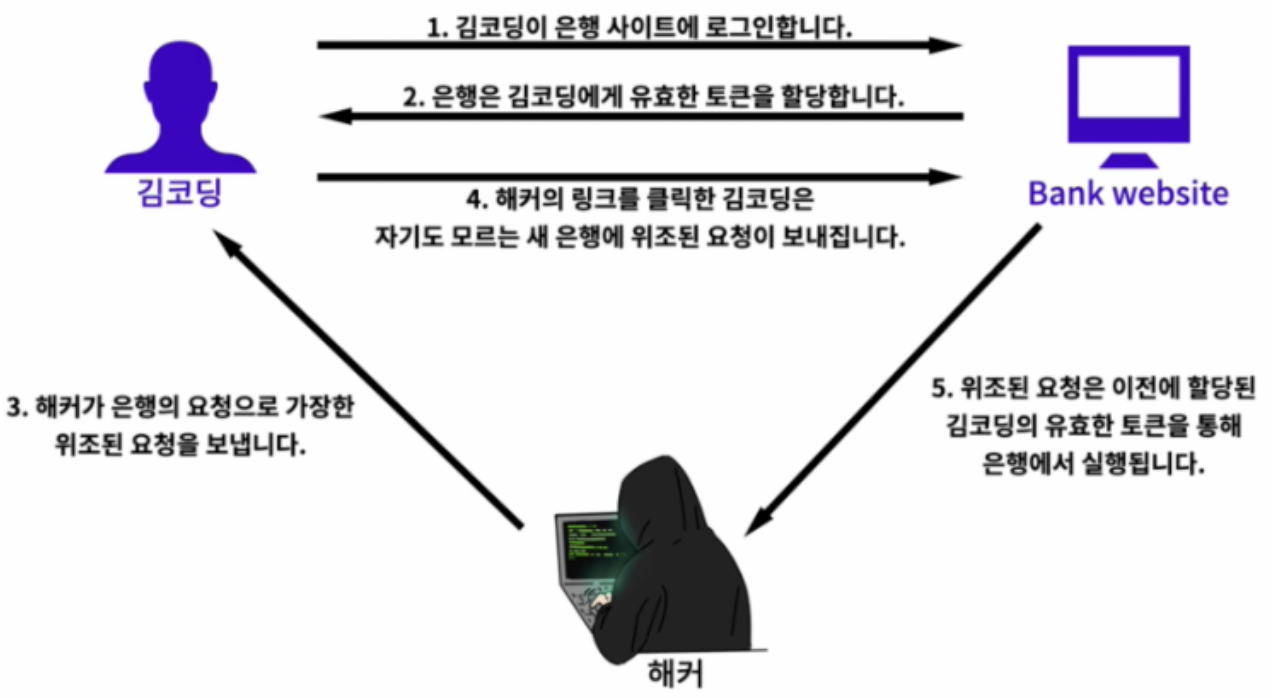 1. 김코딩이 은행 사이트에 로그인합니다.
2. 은행은 김코딩에게 유효한 토큰을 할당합니다.
김코딩
Bank website
4. 해커의 링크를 클릭한 김코딩은
자기도 모르는 새 은행에 위조된 요청이 보내집니다.
3. 해커가 은행의 요청으로 가장한
위조된 요청을 보냅니다.
5. 위조된 요청은 이전에 할당된
김코딩의 유효한 토큰을 통해
은행에서 실행됩니다.
해커